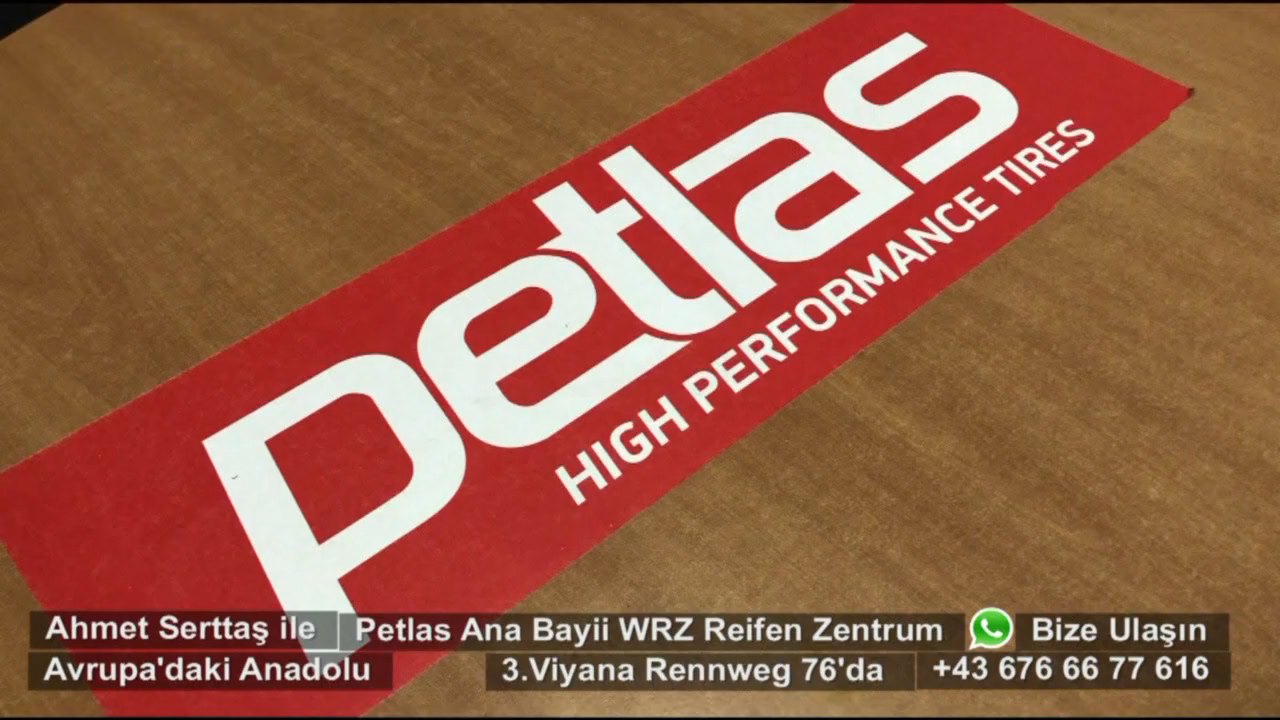 petlas
HIGH PERFORMANCE TIRES
Ahmet Serttaş ile
Avrupa'daki Anadolu
Petlas Ana Bayii WRZ Reifen Zentrum
3.Viyana Rennweg 76'da
Bize Ulaşın
+43 676 66 77 616